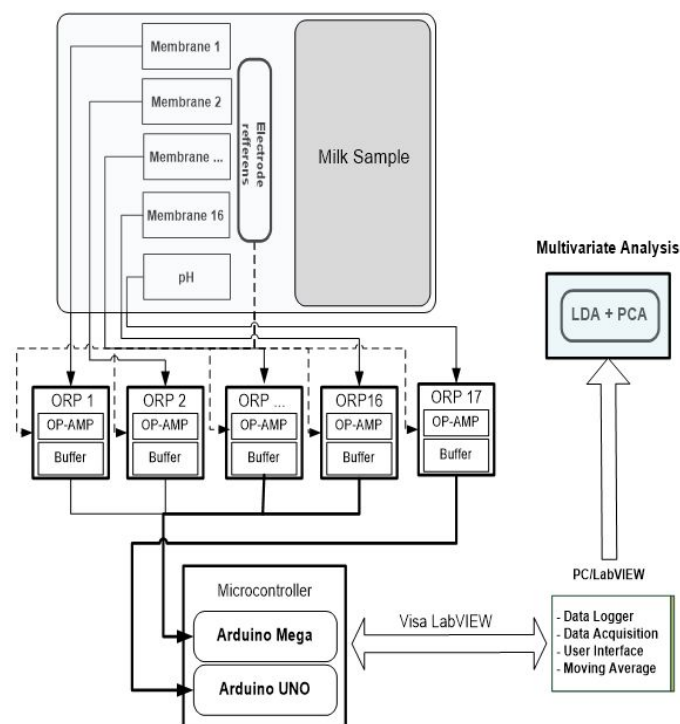 Membrane 1
Membrane 2
Membrane ...
Membrane 16
pH
Electrode
refferens
Milk Sample
Multivariate Analysis
LDA + PCA
ORP 1
OP-AMP
Buffer
ORP 2
OP-AMP
Buffer
ORP ...
OP-AMP
Buffer
ORP16
OP-AMP
Buffer
ORP 17
OP-AMP
Buffer
Microcontroller
Arduino Mega
Arduino UNO
Visa LabVIEW
PC/LabVIEW
- Data Logger
- Data Acquisition
- User Interface
- Moving Average